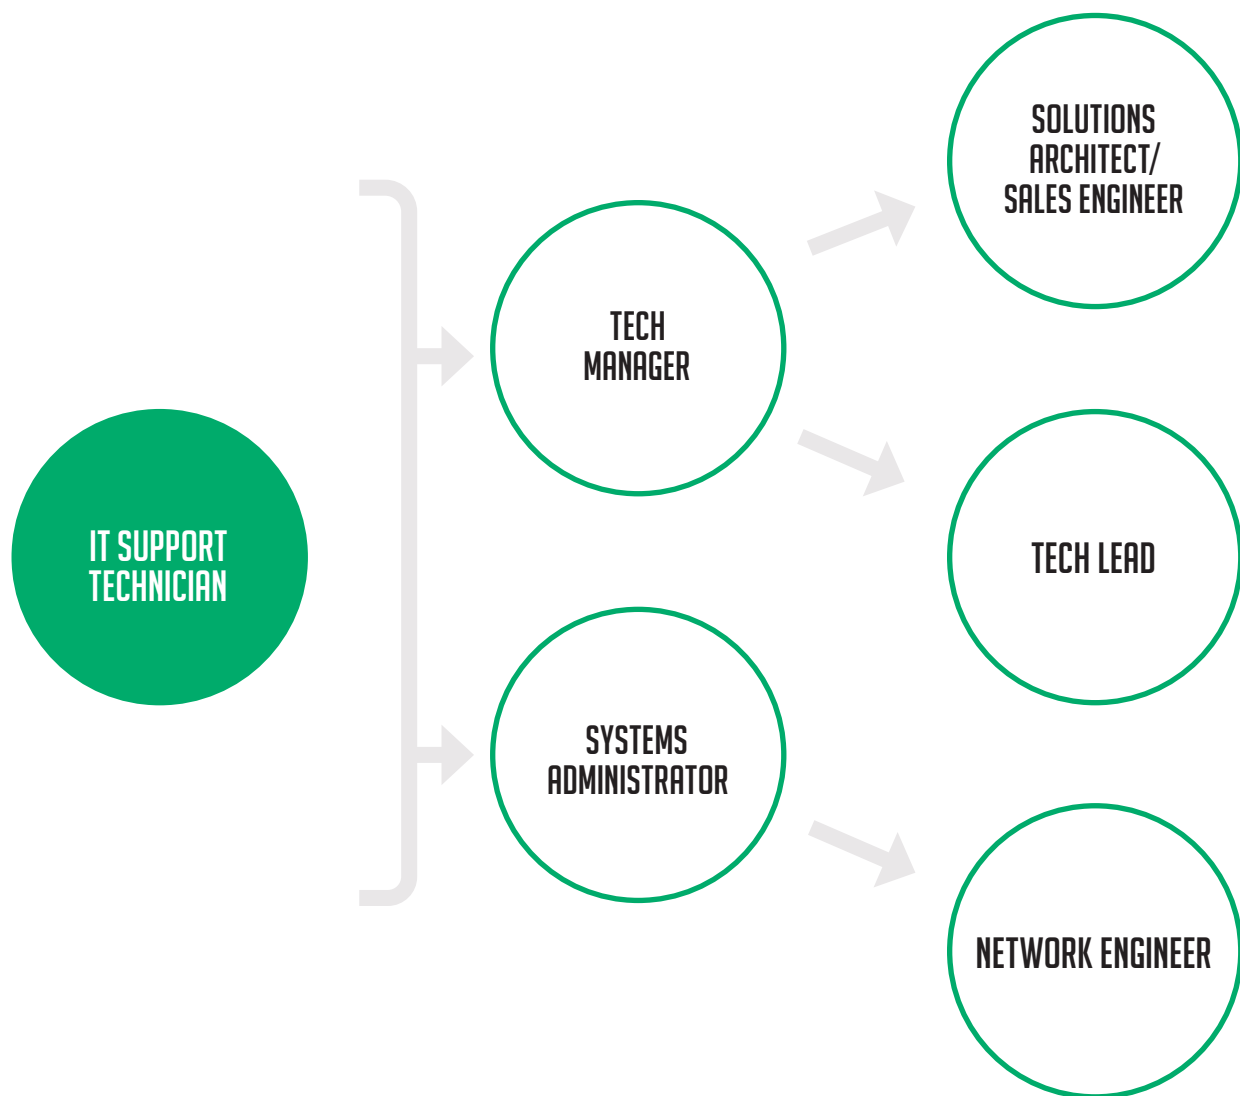 SOLUTIONS
ARCHITECT/
SALES ENGINEER
TECH
MANAGER
IT SUPPORT
TECHNICIAN
TECH LEAD
SYSTEMS
ADMINISTRATOR
NETWORK ENGINEER